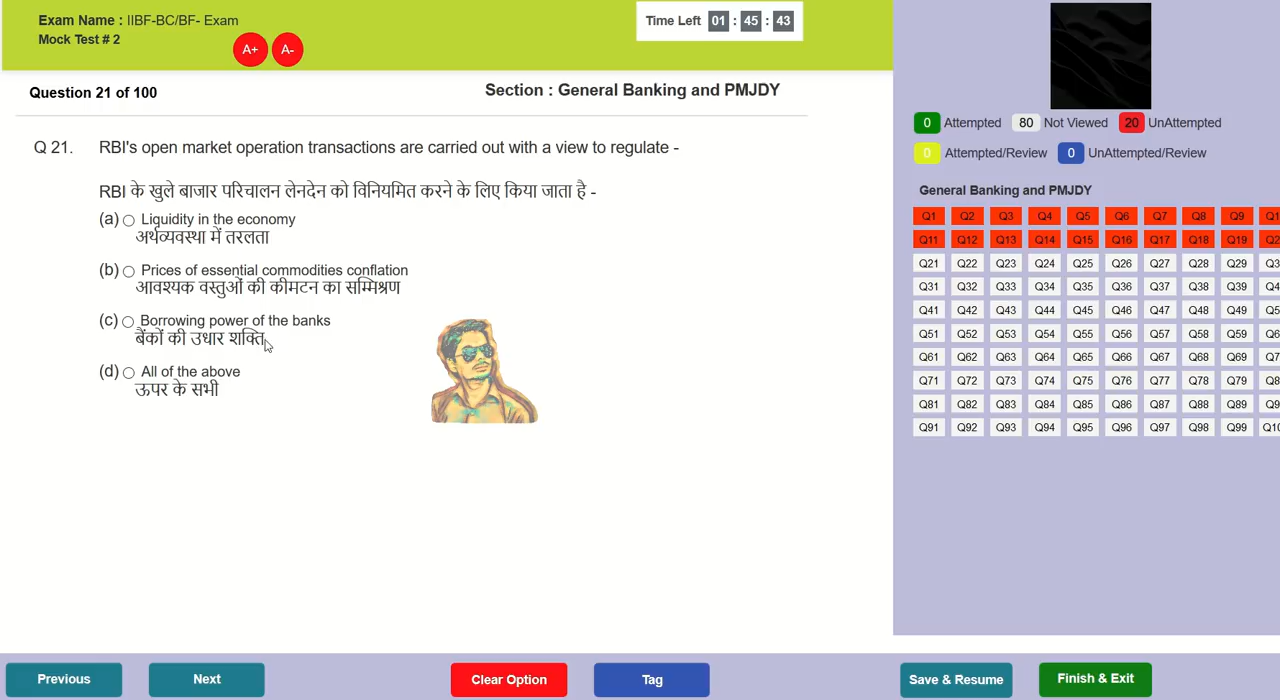 Exam Name : IIBF-BC/BF- Exam
Mock Test # 2
A+ A-
Time Left 01 : 45 : 43
Question 21 of 100
Section : General Banking and PMJDY
Q 21. RBI's open market operation transactions are carried out with a view to regulate -
RBI के खुले बाजार परिचालन लेनदेन को विनियमित करने के लिए किया जाता है -
(a) Liquidity in the economy
अर्थव्यवस्था में तरलता
(b) Prices of essential commodities conflation
आवश्यक वस्तुओं की कीमटन का सम्मिश्रण
(c) Borrowing power of the banks
बैंकों की उधार शक्ति
(d) All of the above
ऊपर के सभी
0 Attempted 80 Not Viewed 20 UnAttempted
0 Attempted/Review 0 UnAttempted/Review
General Banking and PMJDY
Q1 Q2 Q3 Q4 Q5 Q6 Q7 Q8 Q9
Q11 Q12 Q13 Q14 Q15 Q16 Q17 Q18 Q19
Q21 Q22 Q23 Q24 Q25 Q26 Q27 Q28 Q29
Q31 Q32 Q33 Q34 Q35 Q36 Q37 Q38 Q39
Q41 Q42 Q43 Q44 Q45 Q46 Q47 Q48 Q49
Q51 Q52 Q53 Q54 Q55 Q56 Q57 Q58 Q59
Q61 Q62 Q63 Q64 Q65 Q66 Q67 Q68 Q69
Q71 Q72 Q73 Q74 Q75 Q76 Q77 Q78 Q79
Q81 Q82 Q83 Q84 Q85 Q86 Q87 Q88 Q89
Q91 Q92 Q93 Q94 Q95 Q96 Q97 Q98 Q99
Previous Next Clear Option Tag Save & Resume Finish & Exit